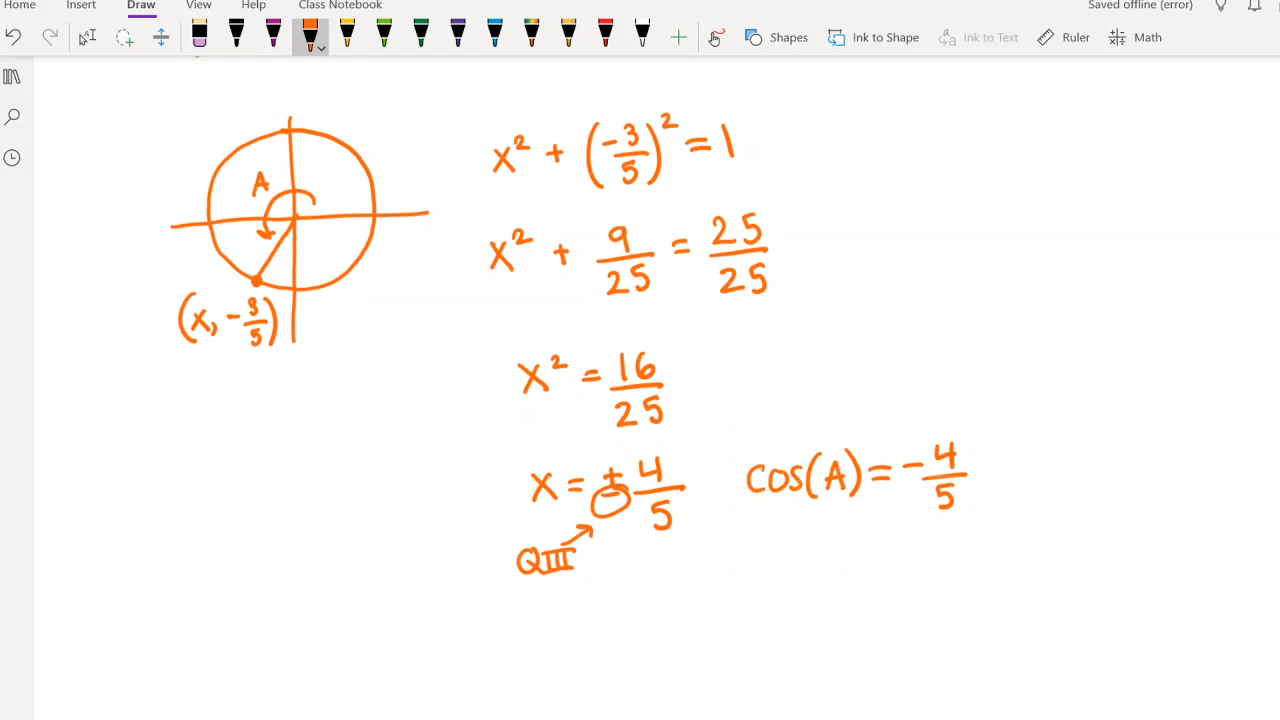 Home Insert Draw View Help Class Notebook Saved offline (error)
Shapes Ink to Shape Ink to Text Ruler Math
x² + (-3/5)² = 1
A
x² + 9/25 = 25/25
(x, -3/5)
x² = 16/25
x = ± 4/5 cos(A) = -4/5
QIII